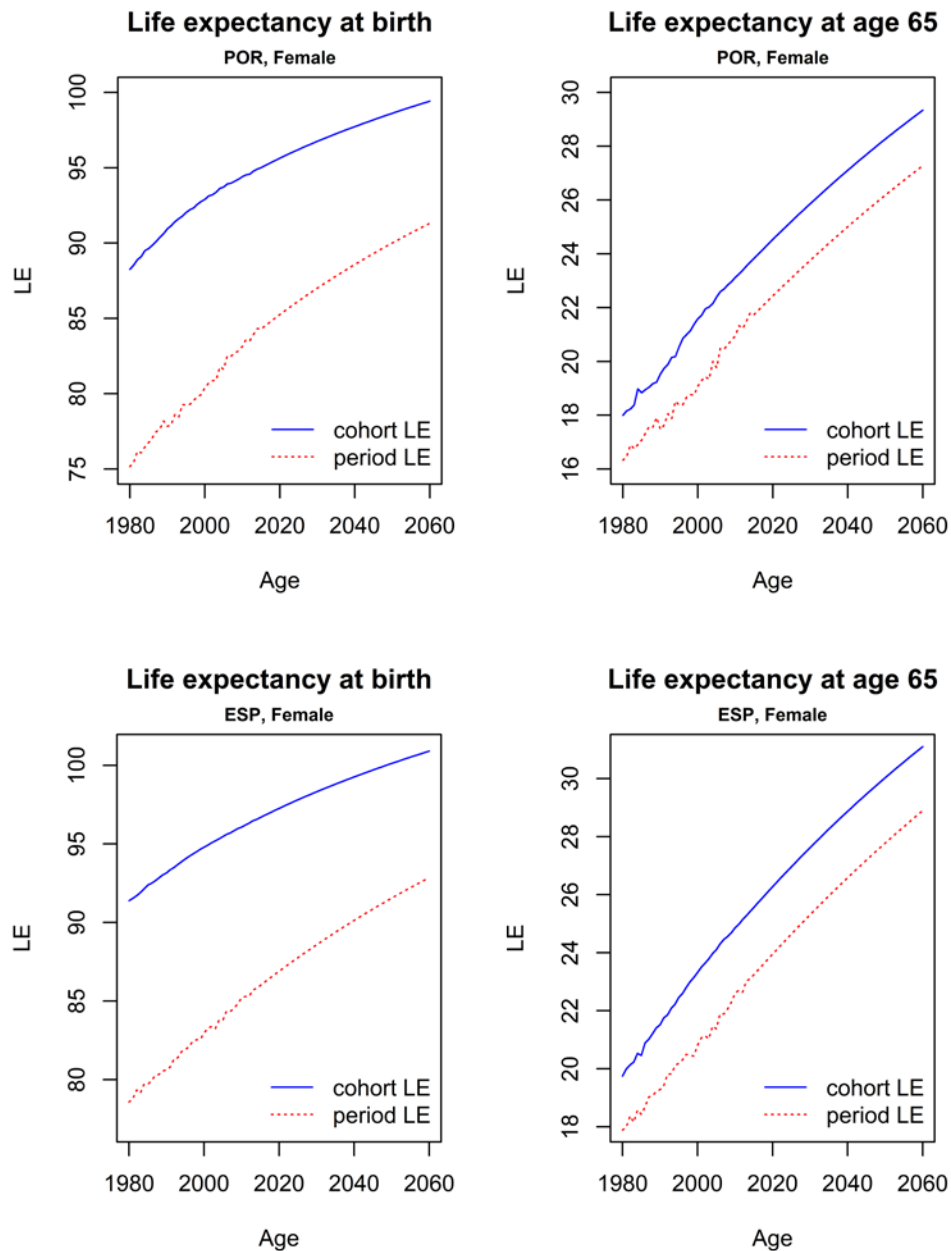 Life expectancy at birth
POR, Female
LE
100
95
90
85
80
75
cohort LE
period LE
1980 2000 2020 2040 2060
Age
Life expectancy at age 65
POR, Female
LE
30
28
26
24
22
20
18
16
cohort LE
period LE
1980 2000 2020 2040 2060
Age
Life expectancy at birth
ESP, Female
LE
100
95
90
85
80
cohort LE
period LE
1980 2000 2020 2040 2060
Age
Life expectancy at age 65
ESP, Female
LE
30
28
26
24
22
20
18
cohort LE
period LE
1980 2000 2020 2040 2060
Age